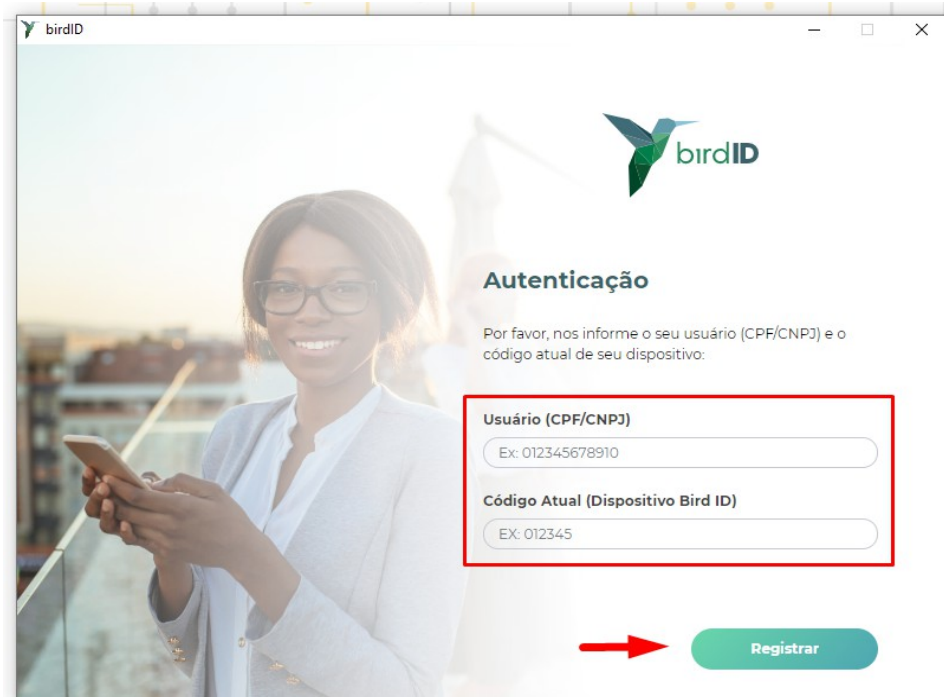 birdID
birdID
Autenticação
Por favor, nos informe o seu usuário (CPF/CNPJ) e o
código atual de seu dispositivo:
Usuário (CPF/CNPJ)
Ex: 012345678910
Código Atual (Dispositivo Bird ID)
EX: 012345
Registrar